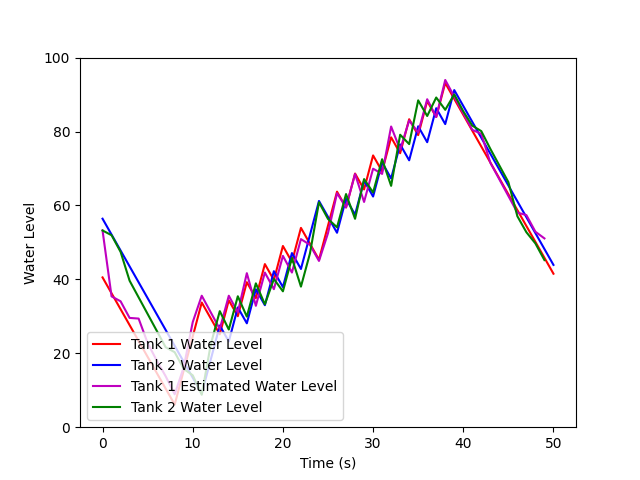 100
80
60
40
20
0
Water Level
Tank 1 Water Level
Tank 2 Water Level
Tank 1 Estimated Water Level
Tank 2 Water Level
0 10 20 30 40 50
Time (s)